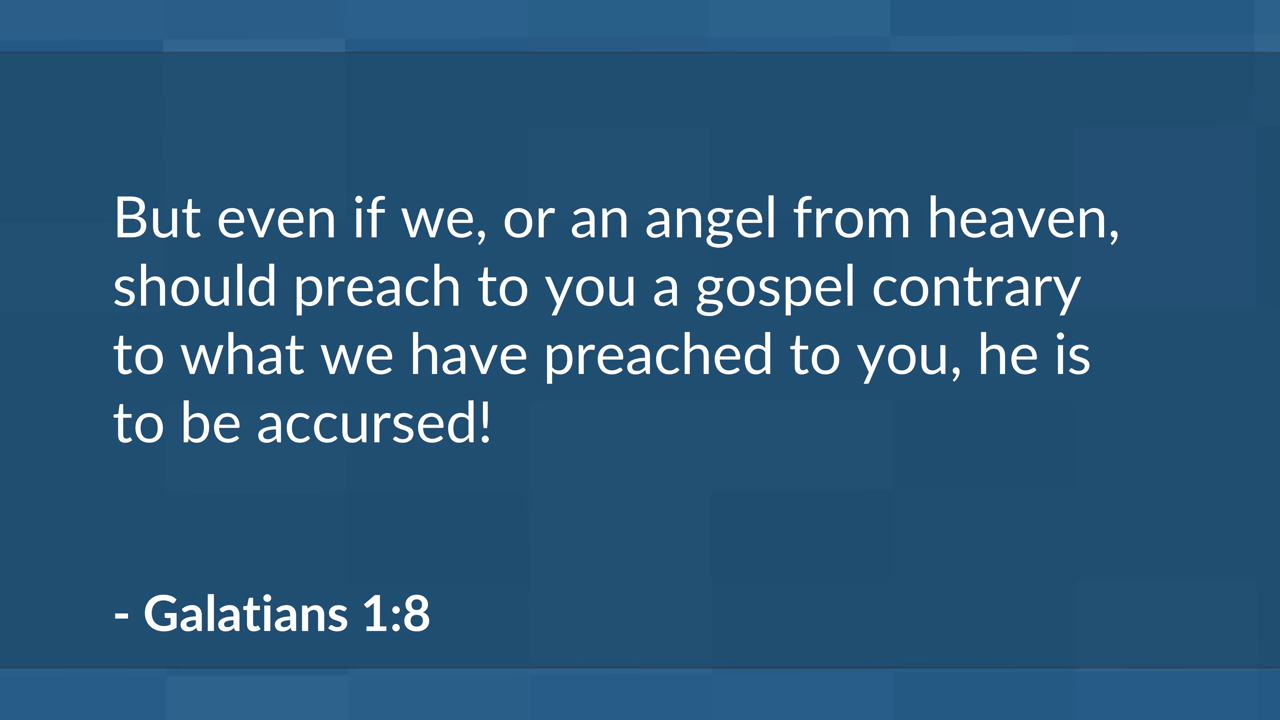 But even if we, or an angel from heaven,
should preach to you a gospel contrary
to what we have preached to you, he is
to be accursed!
- Galatians 1:8